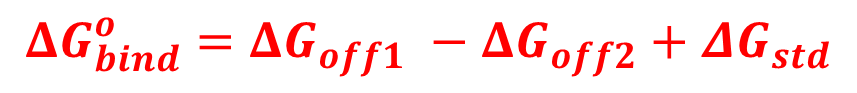 ΔG°bind = ΔGoff1 − ΔGoff2 + ΔGstd